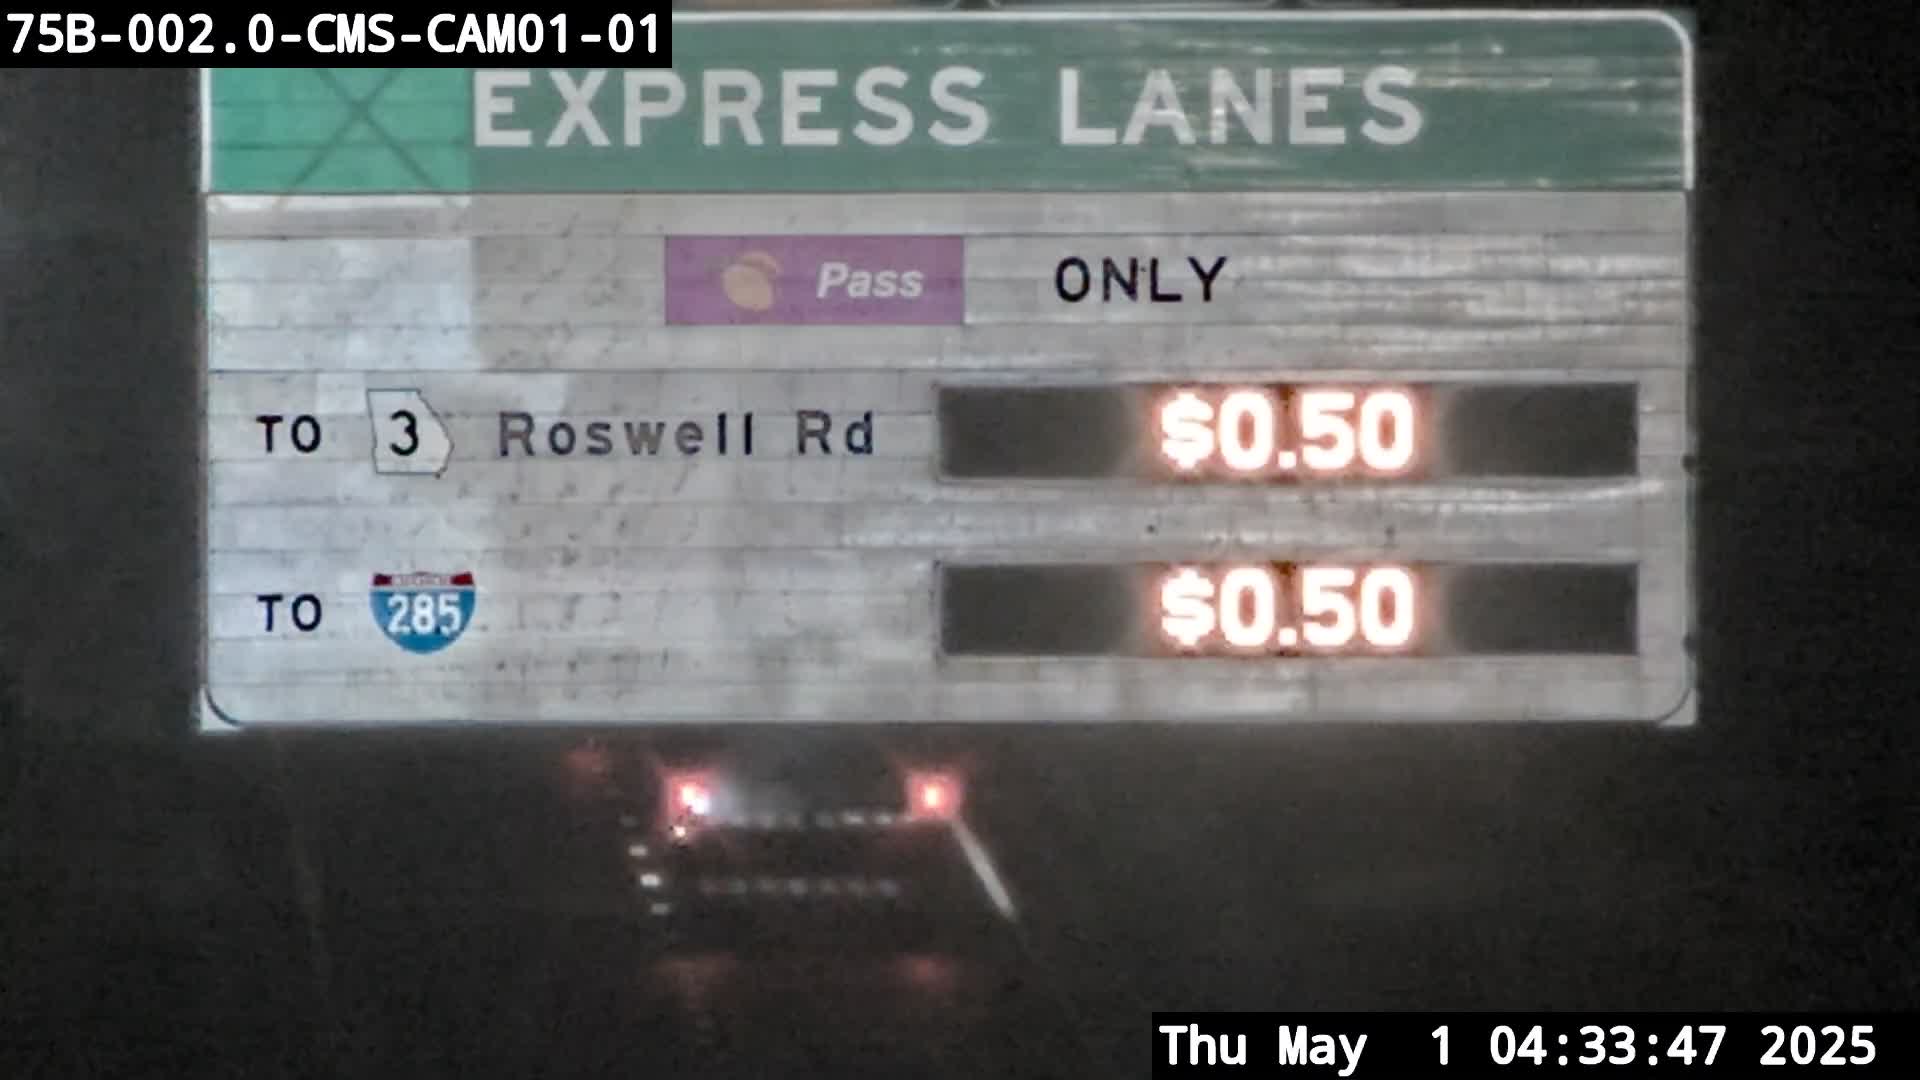 75B-002.0-CMS-CAM01-01
EXPRESS LANES
Pass ONLY
TO 3 Roswell Rd $0.50
TO 285 $0.50
Thu May 1 04:33:47 2025